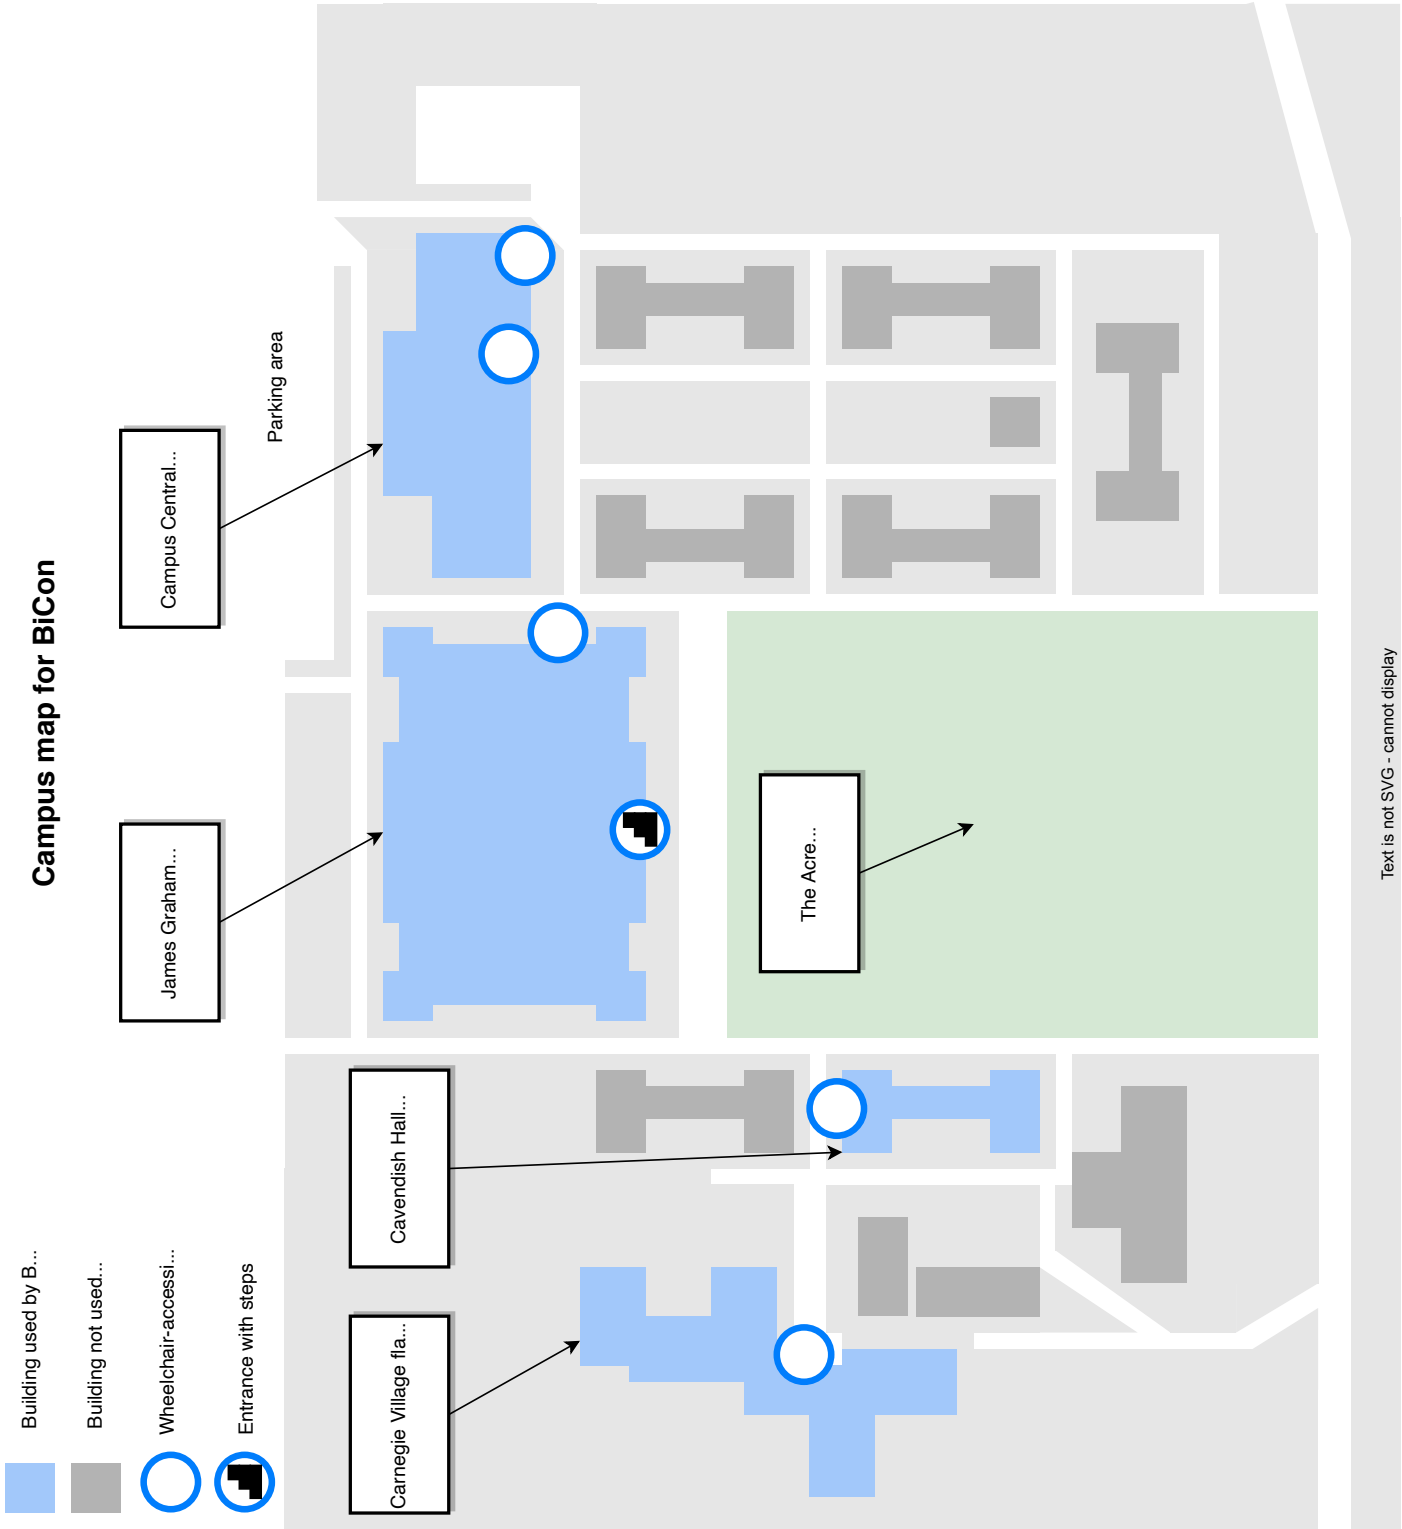 Campus map for BiCon
Building used by B...
Building not used...
Wheelchair-accessi...
Entrance with steps
James Graham...
Campus Central...
Parking area
Carnegie Village fla...
Cavendish Hall...
The Acre...
Text is not SVG - cannot display